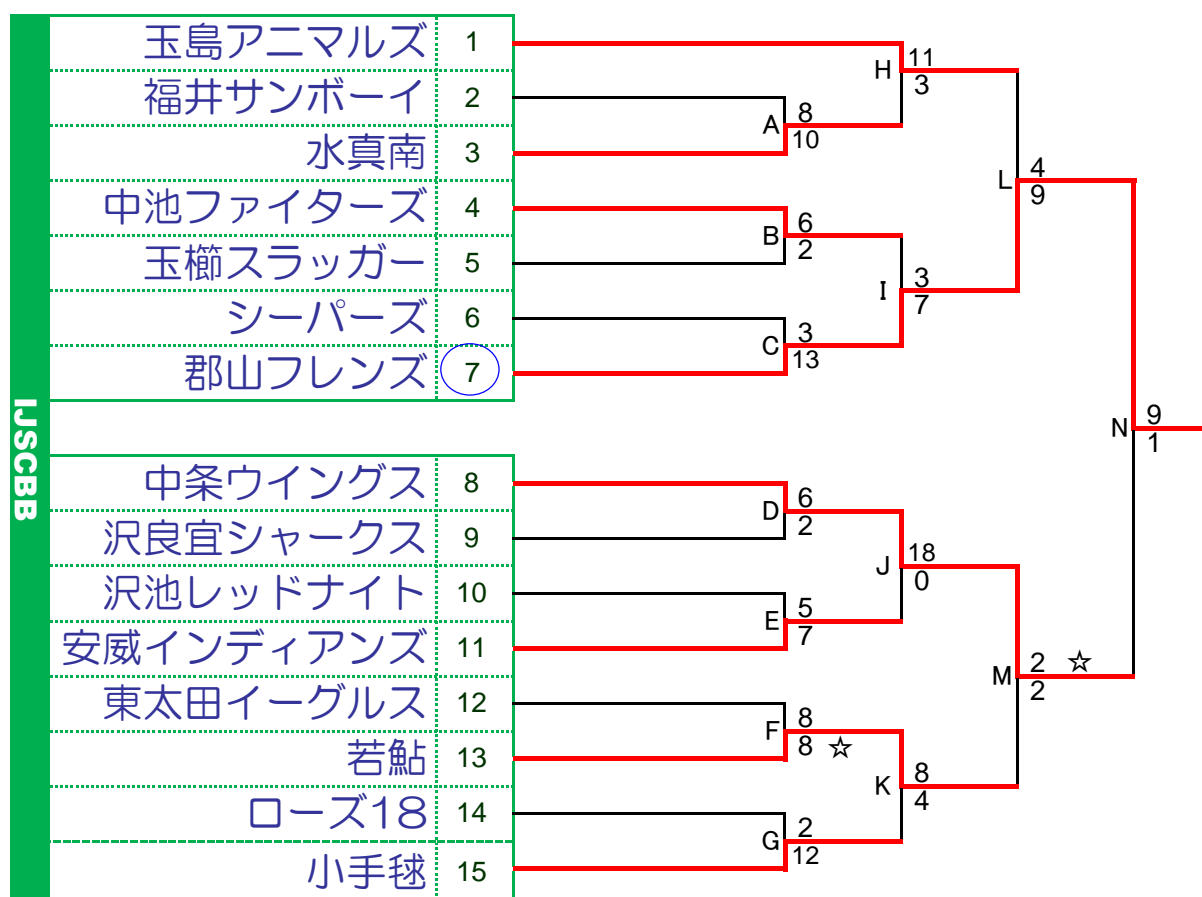 玉島アニマルズ 1
福井サンボーイ 2
水真南 3
中池ファイターズ 4
玉櫛スラッガー 5
シーパーズ 6
郡山フレンズ 7
中条ウイングス 8
沢良宜シャークス 9
沢池レッドナイト 10
安威インディアンズ 11
東太田イーグルス 12
若鮎 13
ローズ18 14
小手毬 15
IJSCBB
A 8
10
B 6
2
C 3
13
D 6
2
E 5
7
F 8
8 ☆
G 2
12
H 11
3
I 3
7
J 18
0
K 8
4
L 4
9
M 2 ☆
2
N 9
1